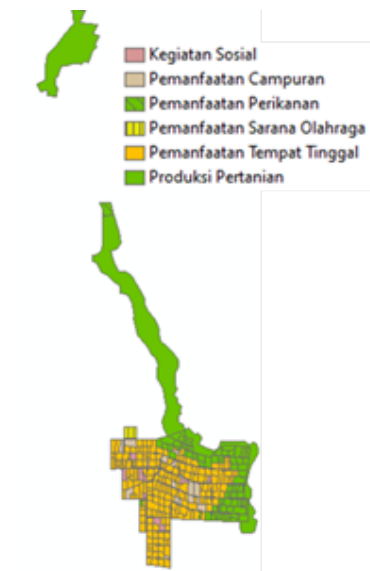 Kegiatan Sosial
Pemanfaatan Campuran
Pemanfaatan Perikanan
Pemanfaatan Sarana Olahraga
Pemanfaatan Tempat Tinggal
Produksi Pertanian